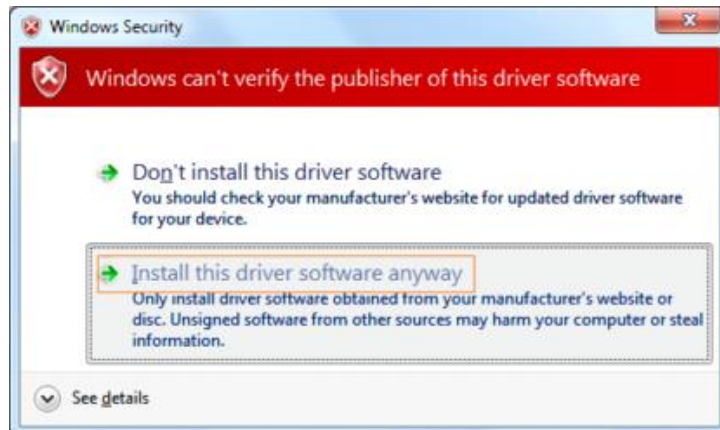 Windows Security
Windows can't verify the publisher of this driver software
Don't install this driver software
You should check your manufacturer's website for updated driver software
for your device.
Install this driver software anyway
Only install driver software obtained from your manufacturer's website or
disc. Unsigned software from other sources may harm your computer or steal
information.
See details